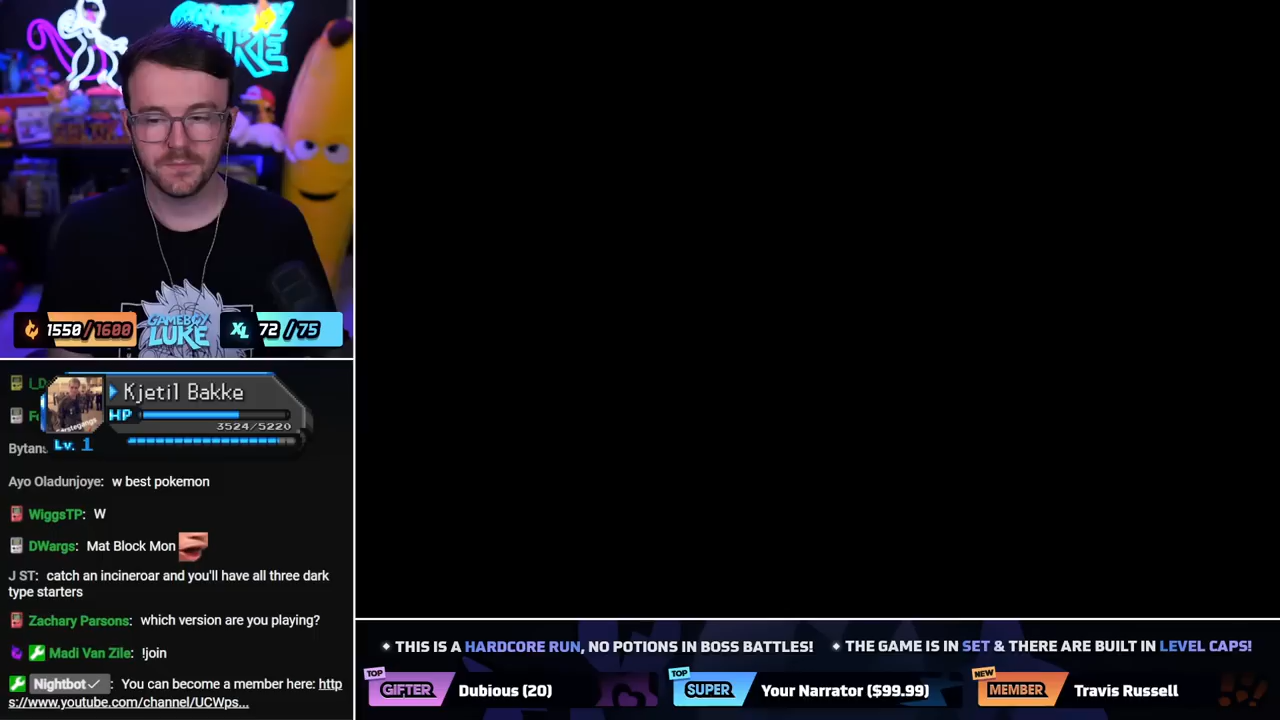 GAMEBOY
LUKE
1550/1600
GAMEBOY
LUKE
XL 72 /75
Kjetil Bakke
HP
3524/5220
Lv. 1
Bytans
Ayo Oladunjoye: w best pokemon
WiggsTP: W
DWargs: Mat Block Mon
J ST: catch an incineroar and you'll have all three dark
type starters
Zachary Parsons: which version are you playing?
Madi Van Zile: !join
Nightbot: You can become a member here: http
s://www.youtube.com/channel/UCWps...
THIS IS A HARDCORE RUN, NO POTIONS IN BOSS BATTLES!
THE GAME IS IN SET & THERE ARE BUILT IN LEVEL CAPS!
TOP
GIFTER
Dubious (20)
TOP
SUPER
Your Narrator ($99.99)
NEW
MEMBER
Travis Russell